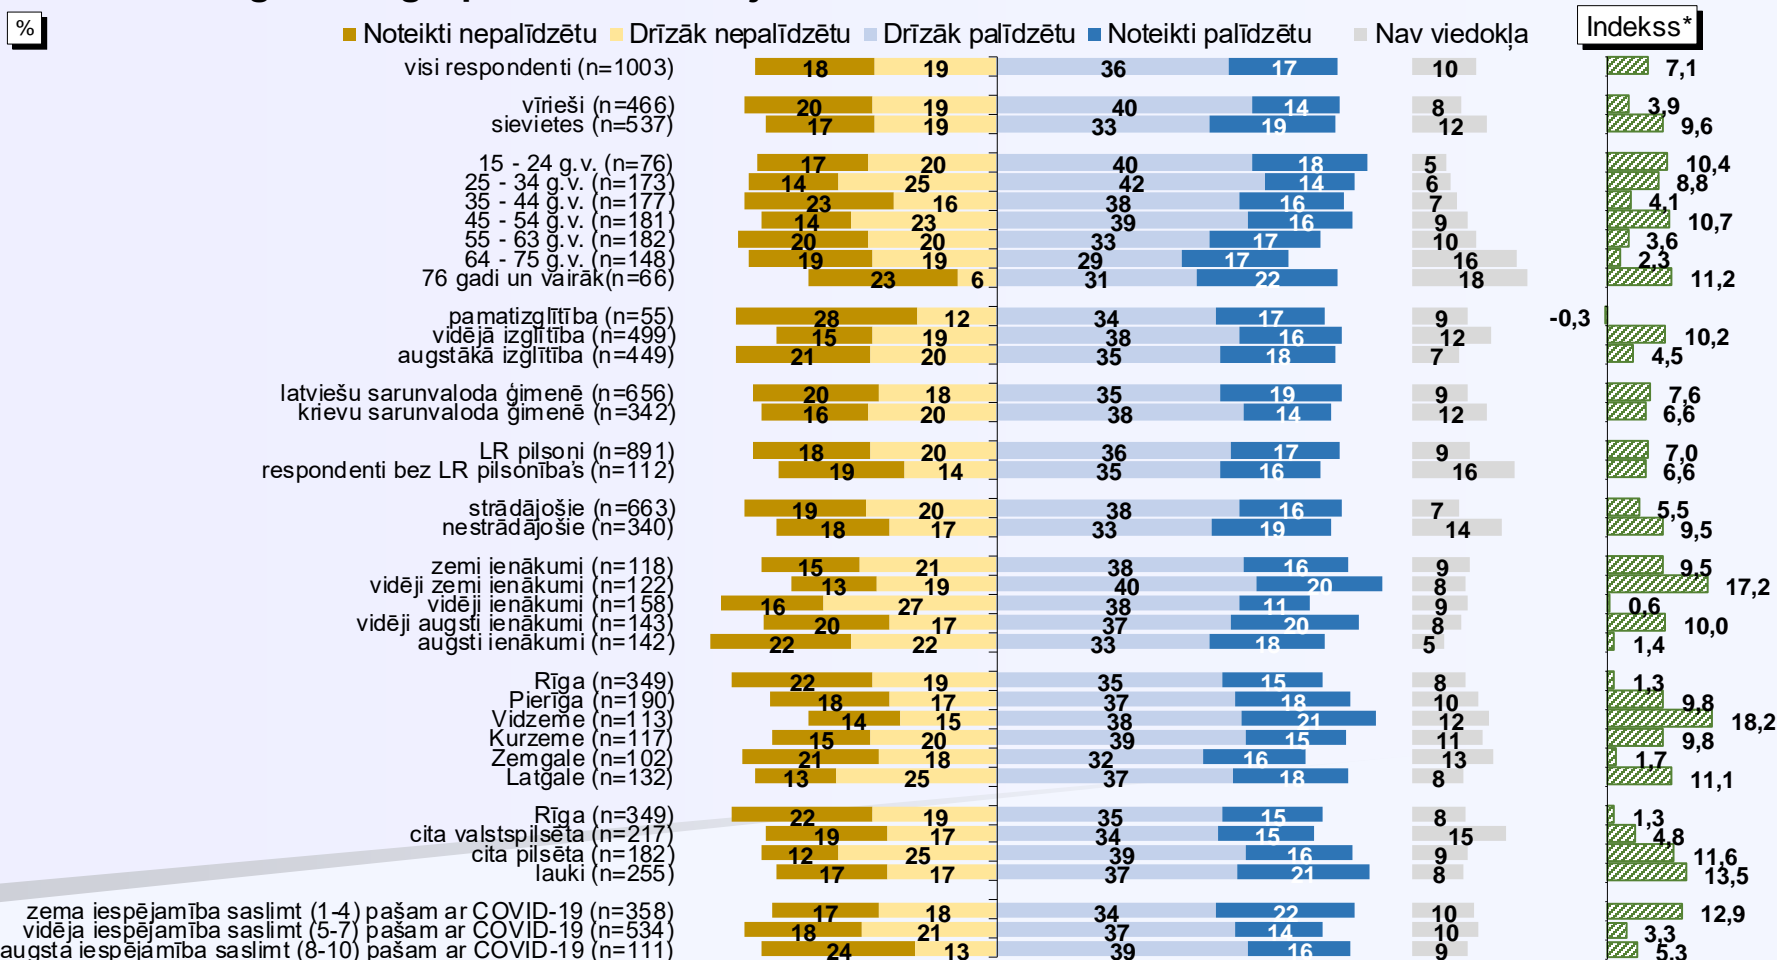 %
Noteikti nepalīdzētu Drīzāk nepalīdzētu Drīzāk palīdzētu Noteikti palīdzētu Nav viedokļa Indekss*
visi respondenti (n=1003) 18 19 36 17 10 7,1
vīrieši (n=466) 20 19 40 14 8 3,9
sievietes (n=537) 17 19 33 19 12 9,6
15 - 24 g.v. (n=76) 17 20 40 18 5 10,4
25 - 34 g.v. (n=173) 14 25 42 14 6 8,8
35 - 44 g.v. (n=177) 23 16 38 16 7 4,1
45 - 54 g.v. (n=181) 14 23 39 16 9 10,7
55 - 63 g.v. (n=182) 20 20 33 17 10 3,6
64 - 75 g.v. (n=148) 19 19 29 17 16 2,3
76 gadi un vairāk(n=66) 23 6 31 22 18 11,2
pamatizglītība (n=55) 28 12 34 17 9 -0,3
vidējā izglītība (n=499) 15 19 38 16 12 10,2
augstākā izglītība (n=449) 21 20 35 18 7 4,5
latviešu sarunvaloda ģimenē (n=656) 20 18 35 19 9 7,6
krievu sarunvaloda ģimenē (n=342) 16 20 38 14 12 6,6
LR pilsoņi (n=891) 18 20 36 17 9 7,0
respondenti bez LR pilsonības (n=112) 19 14 35 16 16 6,6
strādājošie (n=663) 19 20 38 16 7 5,5
nestrādājošie (n=340) 18 17 33 19 14 9,5
zemi ienākumi (n=118) 15 21 38 16 9 9,5
vidēji zemi ienākumi (n=122) 13 19 40 20 8 17,2
vidēji ienākumi (n=158) 16 27 38 11 9 0,6
vidēji augsti ienākumi (n=143) 20 17 37 20 8 10,0
augsti ienākumi (n=142) 22 22 33 18 5 1,4
Rīga (n=349) 22 19 35 15 8 1,3
Pierīga (n=190) 18 17 37 18 10 9,8
Vidzeme (n=113) 14 15 38 21 12 18,2
Kurzeme (n=117) 15 20 39 15 11 9,8
Zemgale (n=102) 21 18 32 16 13 1,7
Latgale (n=132) 13 25 37 18 8 11,1
Rīga (n=349) 22 19 35 15 8 1,3
cita valstspilsēta (n=217) 19 17 34 15 15 4,8
cita pilsēta (n=182) 12 25 39 16 9 11,6
lauki (n=255) 17 17 37 21 8 13,5
zema iespējamība saslimt (1-4) pašam ar COVID-19 (n=358) 17 18 34 22 10 12,9
vidēja iespējamība saslimt (5-7) pašam ar COVID-19 (n=534) 18 21 37 14 10 3,3
augsta iespējamība saslimt (8-10) pašam ar COVID-19 (n=111) 24 13 39 16 9 5,3